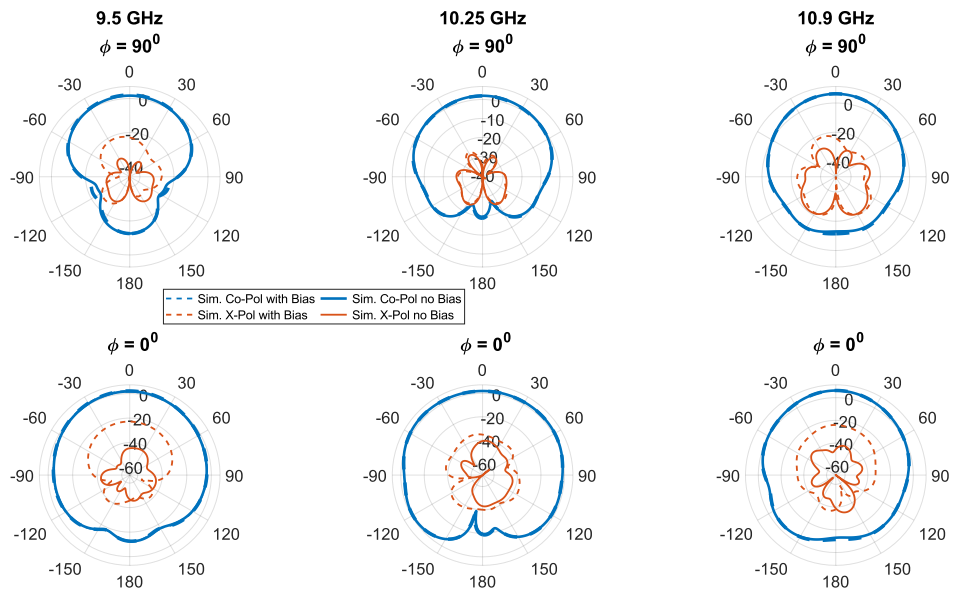 9.5 GHz 10.25 GHz 10.9 GHz
ϕ = 90⁰ ϕ = 90⁰ ϕ = 90⁰
0 0 0
-30 30 -30 30 -30 30
0 0 0
-60 60 -60 60 -60 60
-10
-20 -20 -20
-30
-40 -40 -40
-90 90 -90 90 -90 90
-120 120 -120 120 -120 120
-150 150 -150 150 -150 150
180 180 180
Sim. Co-Pol with Bias Sim. Co-Pol no Bias
Sim. X-Pol with Bias Sim. X-Pol no Bias
ϕ = 0⁰ ϕ = 0⁰ ϕ = 0⁰
0 0 0
-30 30 -30 30 -30 30
0 0 0
-60 60 -60 60 -60 60
-20 -20 -20
-40 -40 -40
-60 -60 -60
-90 90 -90 90 -90 90
-120 120 -120 120 -120 120
-150 150 -150 150 -150 150
180 180 180